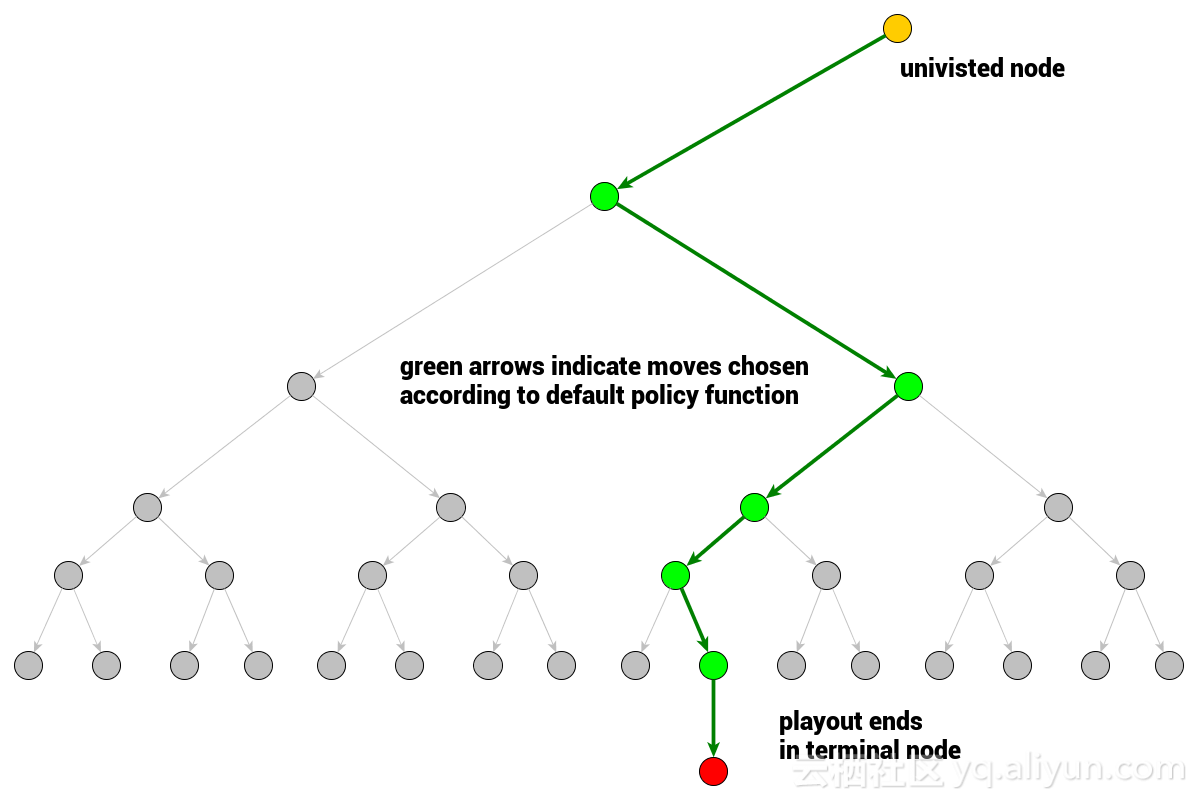 univisted node
green arrows indicate moves chosen
according to default policy function
playout ends
in terminal node
云栖社区 yq.aliyun.com